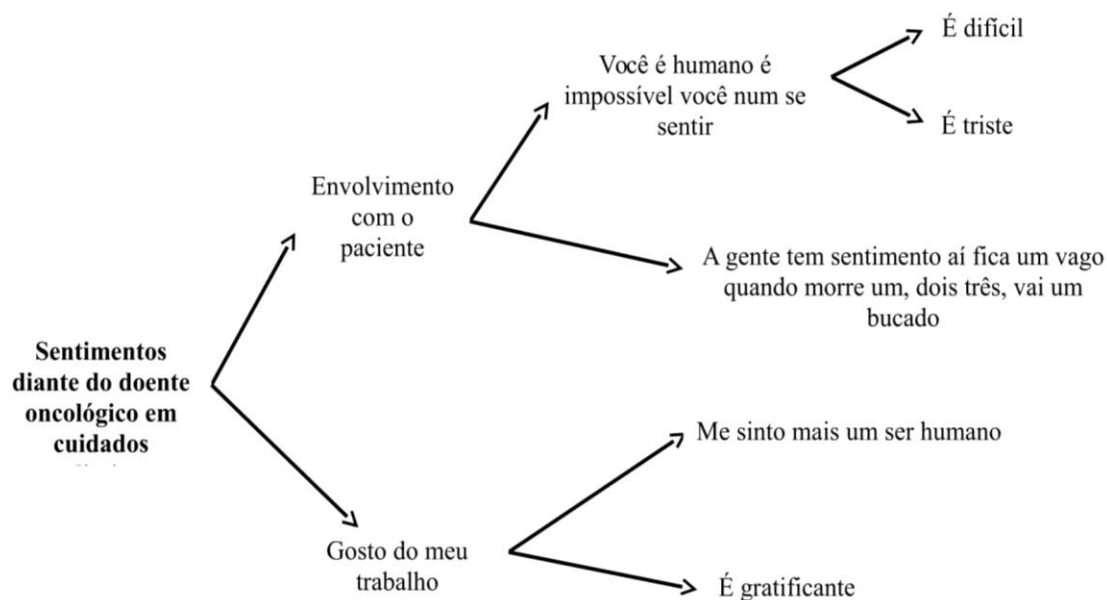 É difícil
Você é humano é
impossível você num se
sentir
É triste
Envolvimento
com o
paciente
A gente tem sentimento aí fica um vago
quando morre um, dois três, vai um
bucado
Sentimentos
diante do doente
oncológico em
cuidados
Me sinto mais um ser humano
Gosto do meu
trabalho
É gratificante